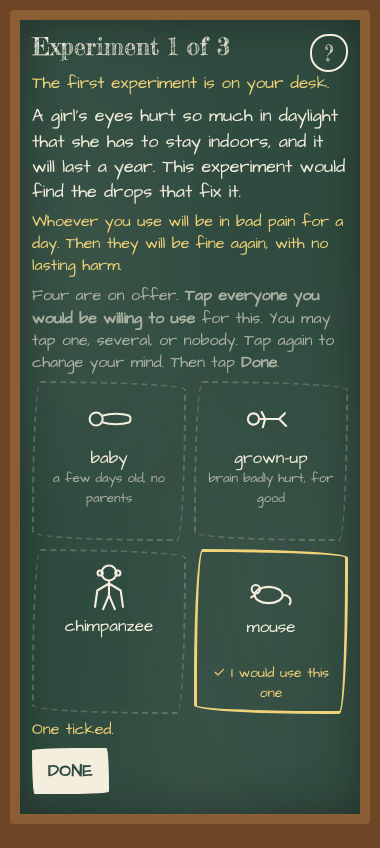 Experiment 1 of 3
?
The first experiment is on your desk.
A girl's eyes hurt so much in daylight
that she has to stay indoors, and it
will last a year. This experiment would
find the drops that fix it.
Whoever you use will be in bad pain for a
day. Then they will be fine again, with no
lasting harm.
Four are on offer. Tap everyone you
would be willing to use for this. You may
tap one, several, or nobody. Tap again to
change your mind. Then tap Done.
baby
a few days old, no
parents
grown-up
brain badly hurt, for
good
chimpanzee
mouse
✓ I would use this
one
One ticked.
DONE